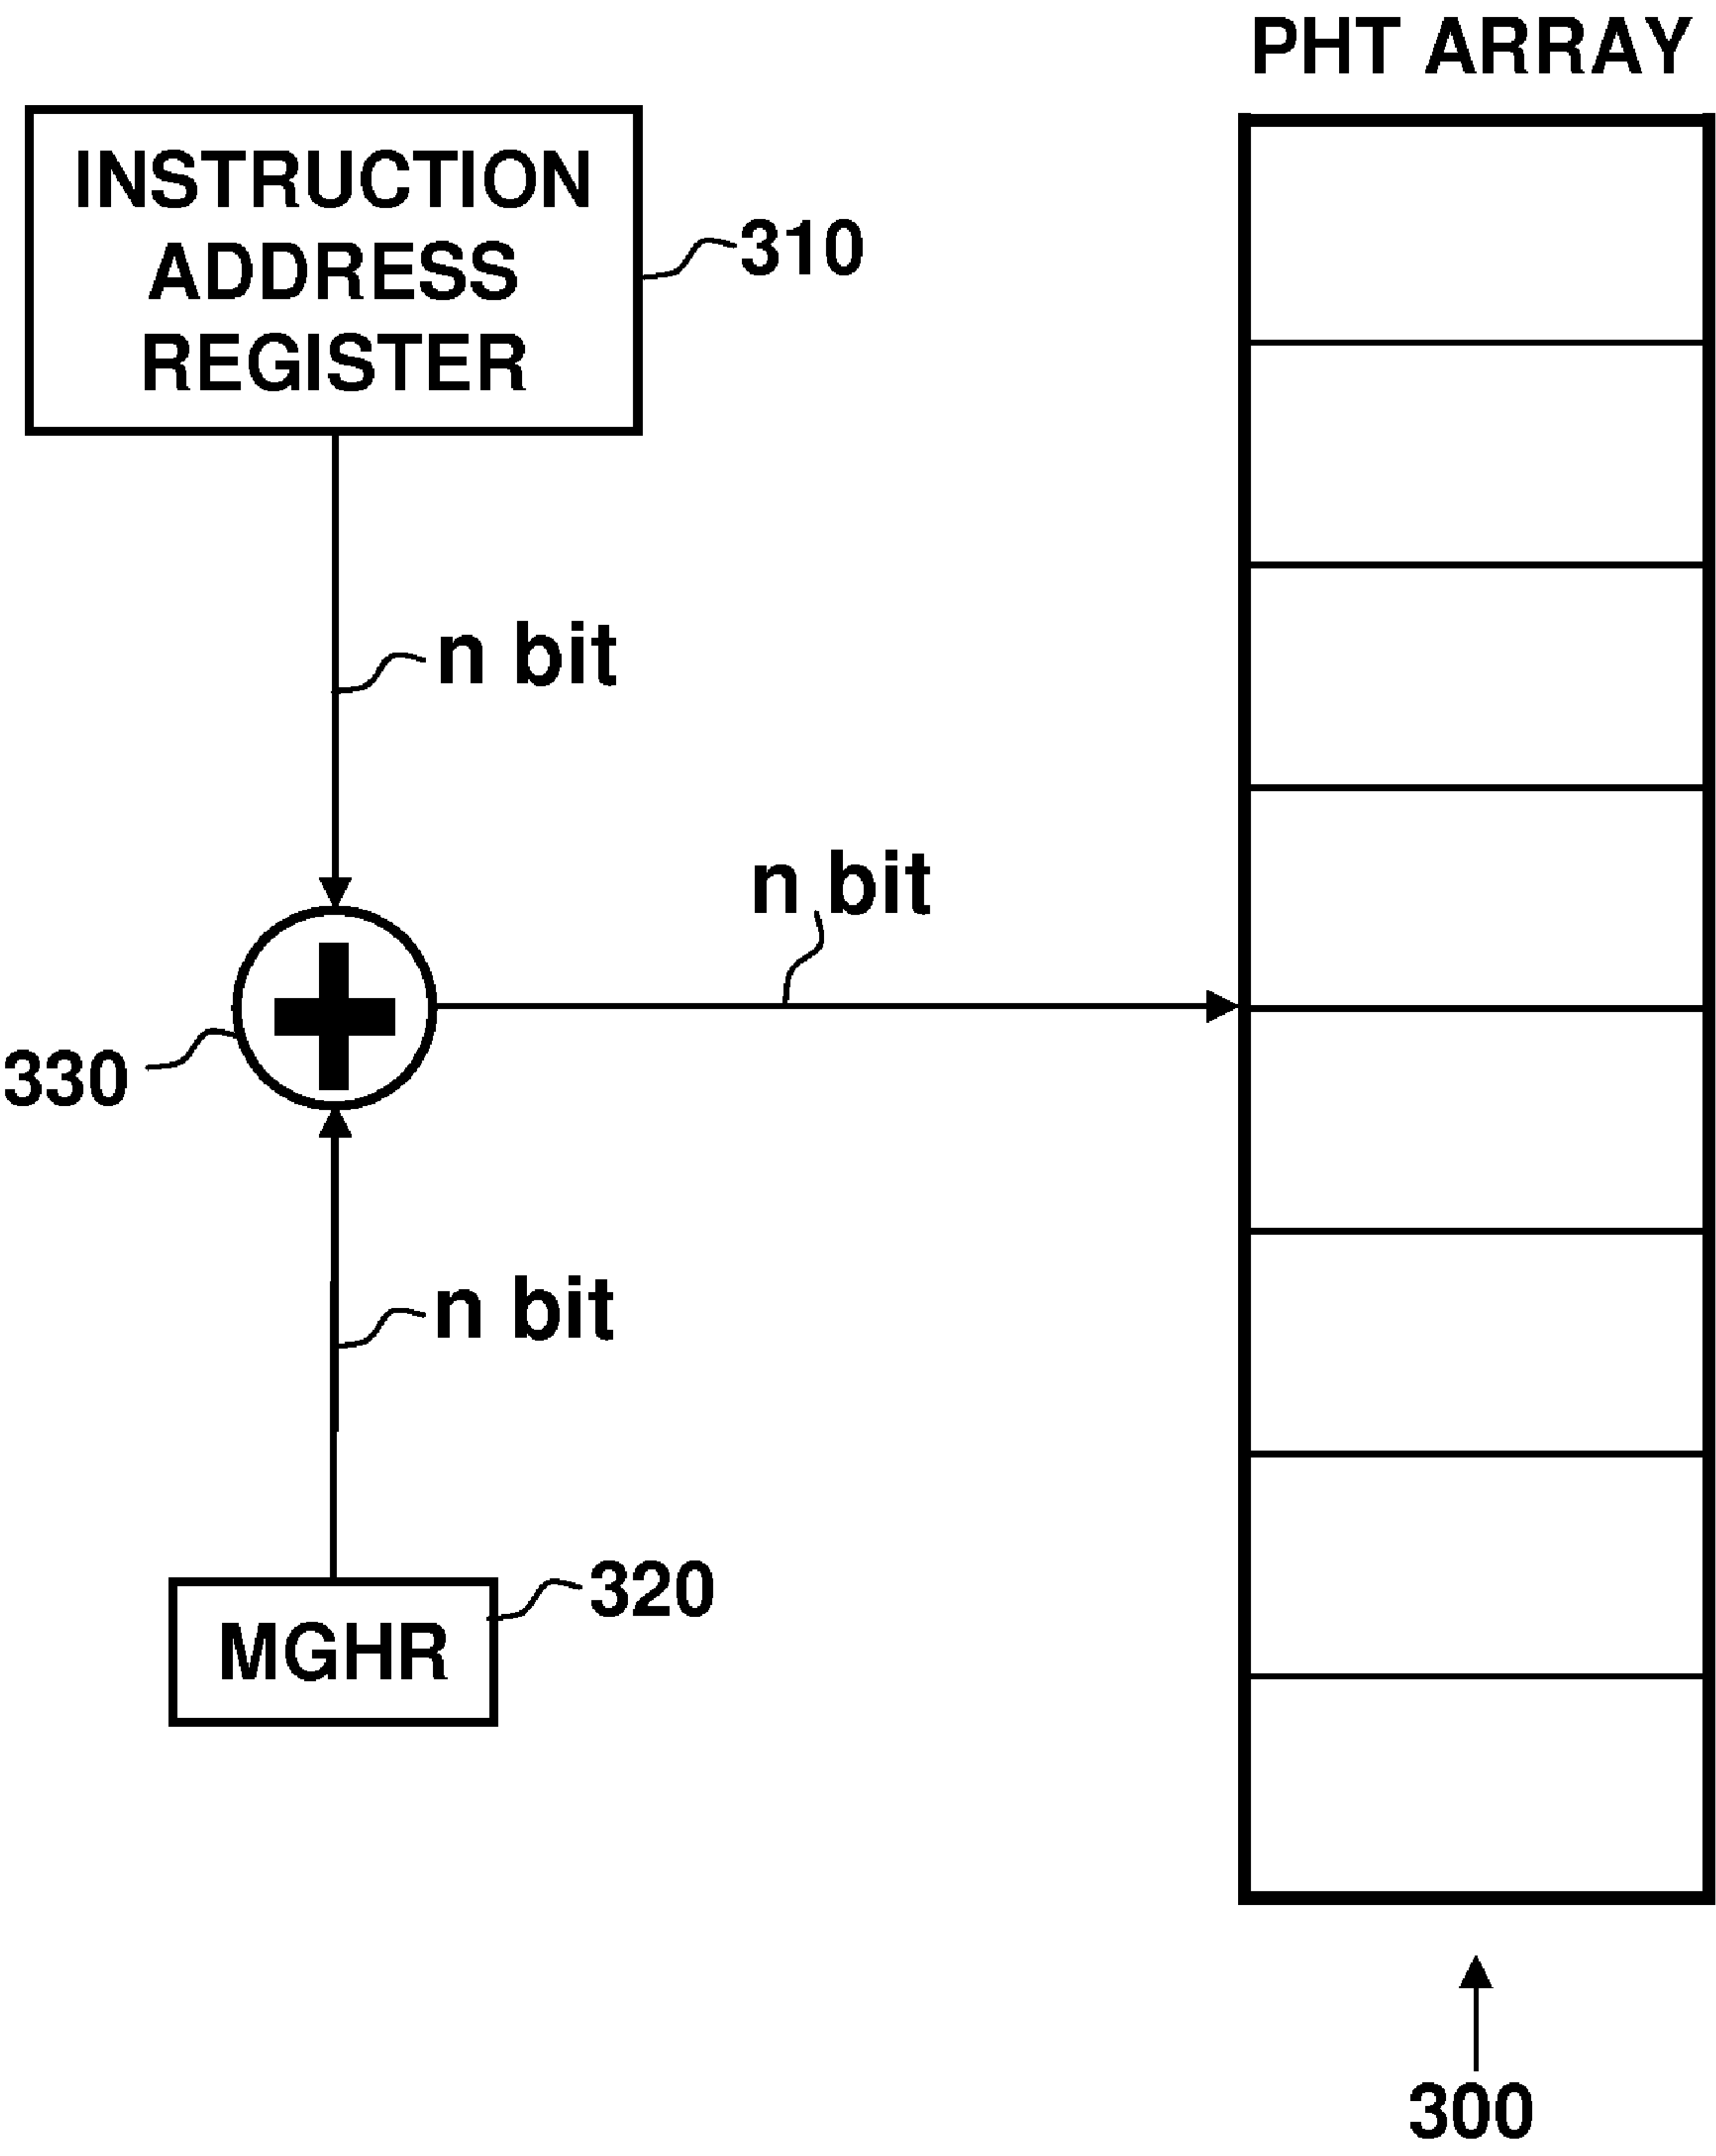 PHT ARRAY
INSTRUCTION
ADDRESS
REGISTER
310
n bit
n bit
330
n bit
320
MGHR
300